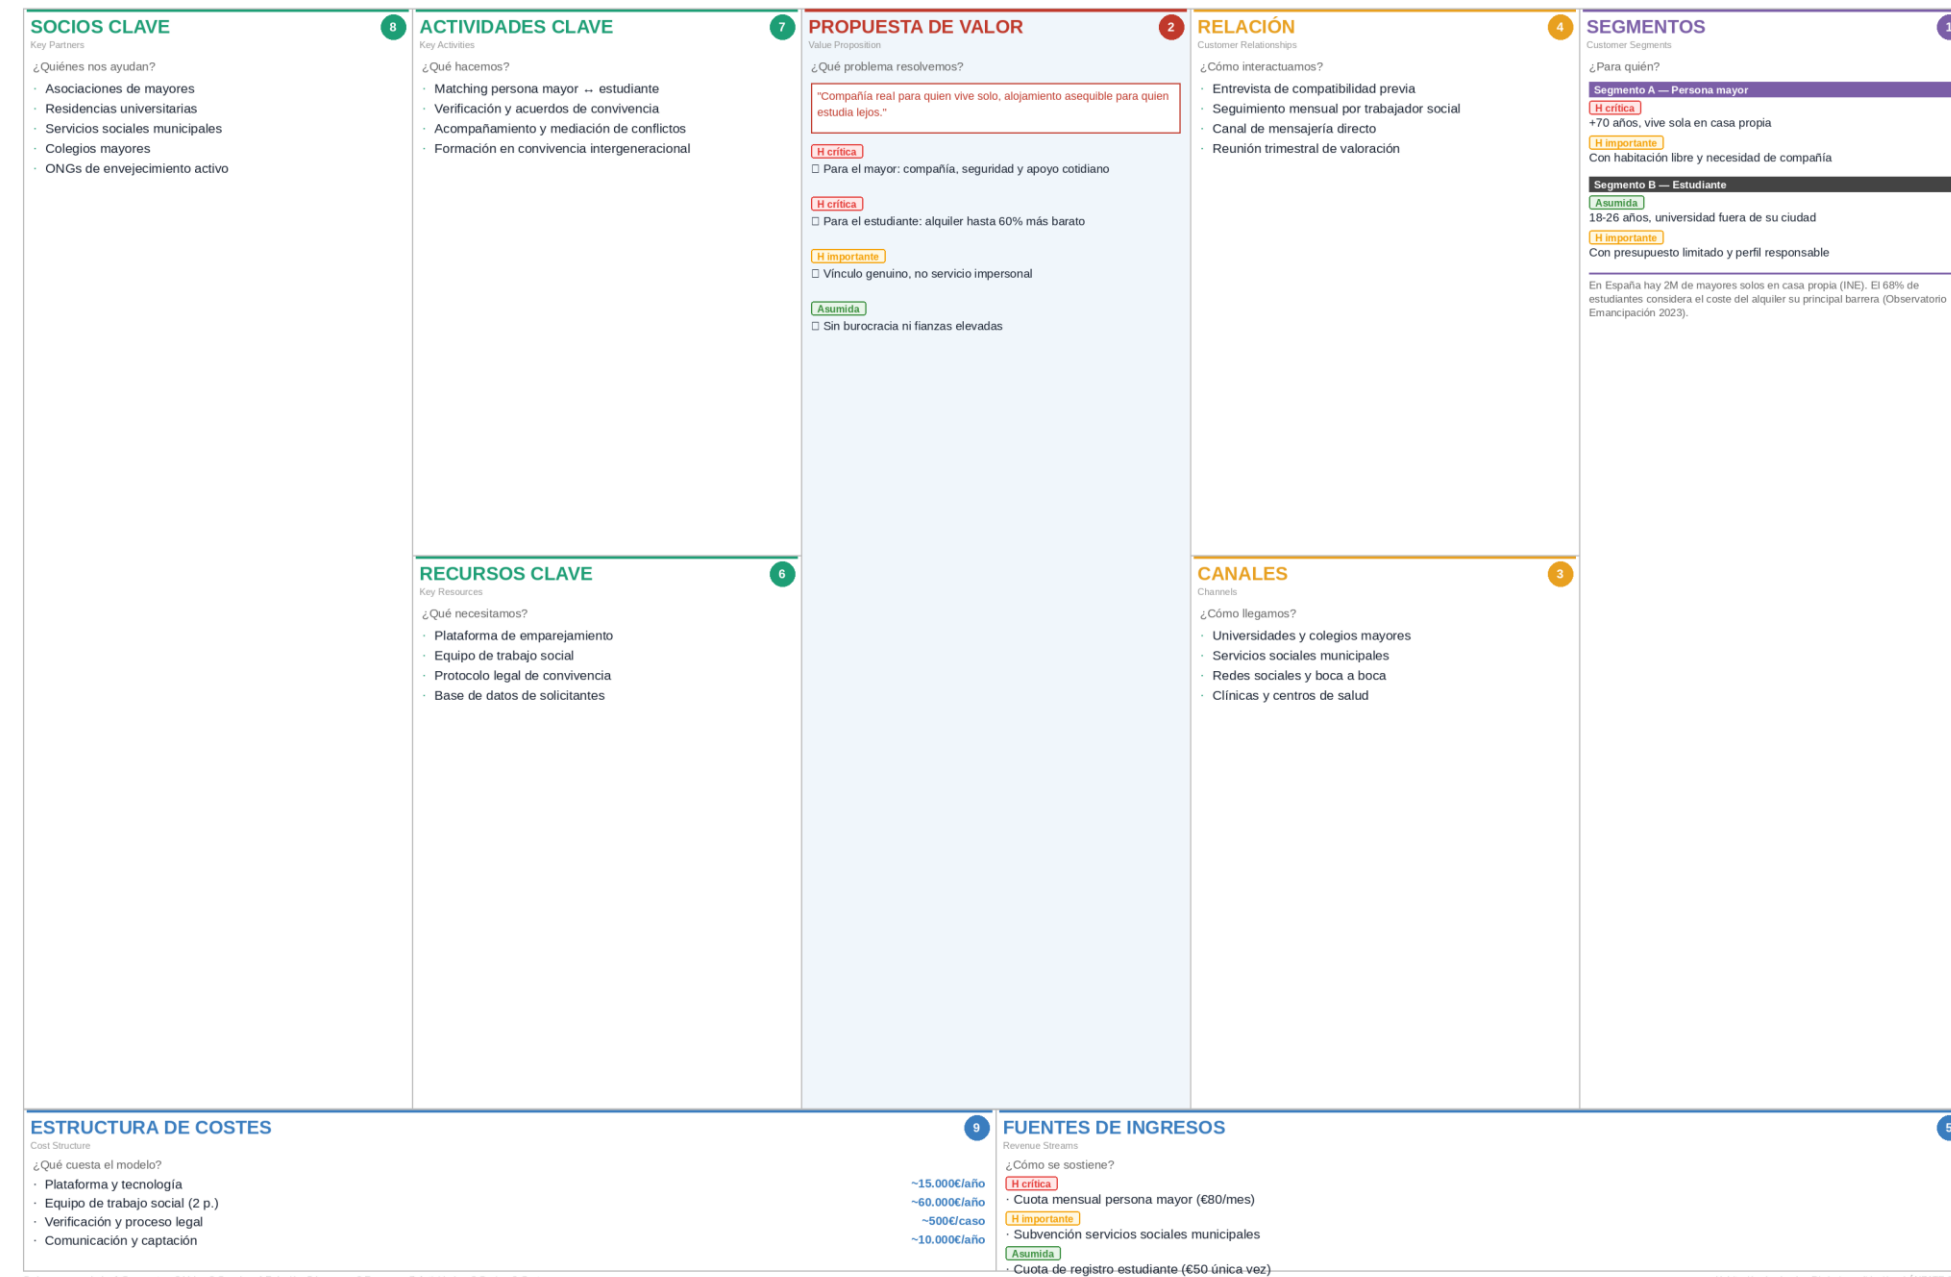 SOCIOS CLAVE
8
Key Partners
¿Quiénes nos ayudan?
· Asociaciones de mayores
· Residencias universitarias
· Servicios sociales municipales
· Colegios mayores
· ONGs de envejecimiento activo
ACTIVIDADES CLAVE
7
Key Activities
¿Qué hacemos?
· Matching persona mayor ↔ estudiante
· Verificación y acuerdos de convivencia
· Acompañamiento y mediación de conflictos
· Formación en convivencia intergeneracional
RECURSOS CLAVE
6
Key Resources
¿Qué necesitamos?
· Plataforma de emparejamiento
· Equipo de trabajo social
· Protocolo legal de convivencia
· Base de datos de solicitantes
PROPUESTA DE VALOR
2
Value Proposition
¿Qué problema resolvemos?
"Compañía real para quien vive solo, alojamiento asequible para quien
estudia lejos."
H crítica
Para el mayor: compañía, seguridad y apoyo cotidiano
H crítica
Para el estudiante: alquiler hasta 60% más barato
H importante
Vínculo genuino, no servicio impersonal
Asumida
Sin burocracia ni fianzas elevadas
RELACIÓN
4
Customer Relationships
¿Cómo interactuamos?
· Entrevista de compatibilidad previa
· Seguimiento mensual por trabajador social
· Canal de mensajería directo
· Reunión trimestral de valoración
CANALES
3
Channels
¿Cómo llegamos?
· Universidades y colegios mayores
· Servicios sociales municipales
· Redes sociales y boca a boca
· Clínicas y centros de salud
SEGMENTOS
1
Customer Segments
¿Para quién?
Segmento A — Persona mayor
H crítica
+70 años, vive sola en casa propia
H importante
Con habitación libre y necesidad de compañía
Segmento B — Estudiante
Asumida
18-26 años, universidad fuera de su ciudad
H importante
Con presupuesto limitado y perfil responsable
En España hay 2M de mayores solos en casa propia (INE). El 68% de
estudiantes considera el coste del alquiler su principal barrera (Observatorio
Emancipación 2023).
ESTRUCTURA DE COSTES
9
Cost Structure
¿Qué cuesta el modelo?
· Plataforma y tecnología ~15.000€/año
· Equipo de trabajo social (2 p.) ~60.000€/año
· Verificación y proceso legal ~500€/caso
· Comunicación y captación ~10.000€/año
FUENTES DE INGRESOS
5
Revenue Streams
¿Cómo se sostiene?
H crítica
· Cuota mensual persona mayor (€80/mes)
H importante
· Subvención servicios sociales municipales
Asumida
· Cuota de registro estudiante (€50 única vez)